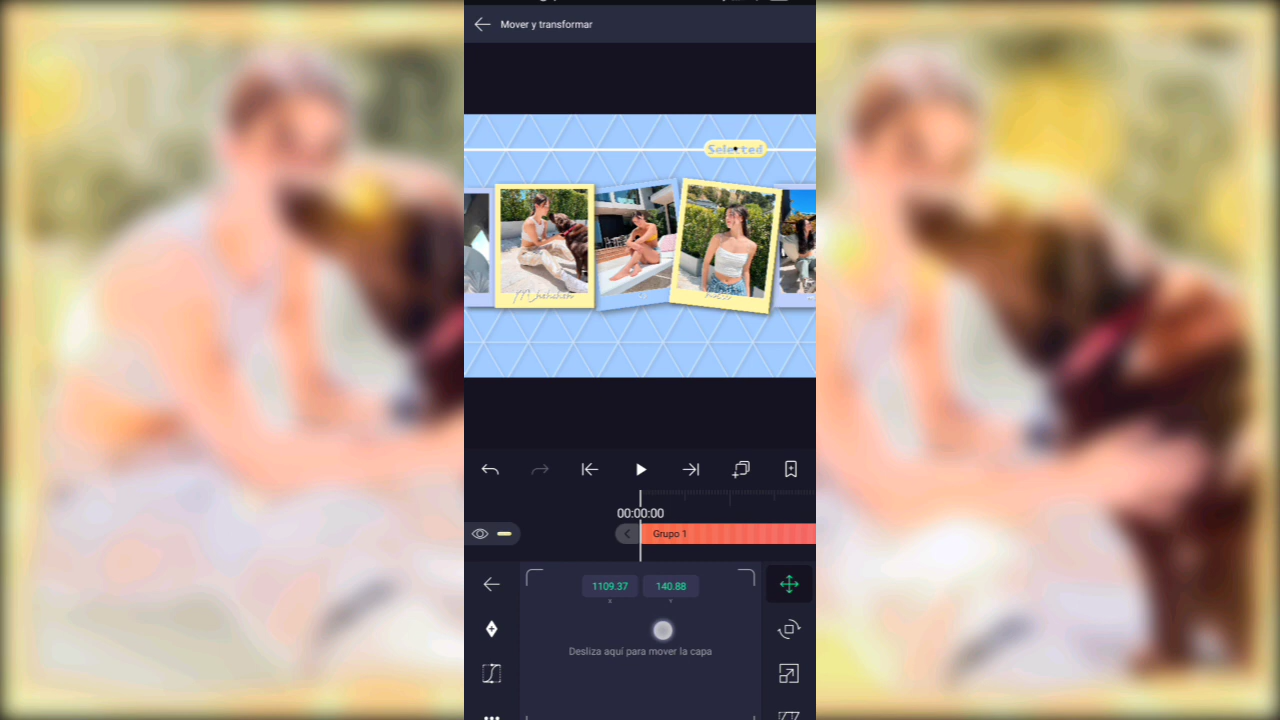 Mover y transformar
Selected
00:00:00
Grupo 1
1109.37 140.88
X Y
Desliza aquí para mover la capa